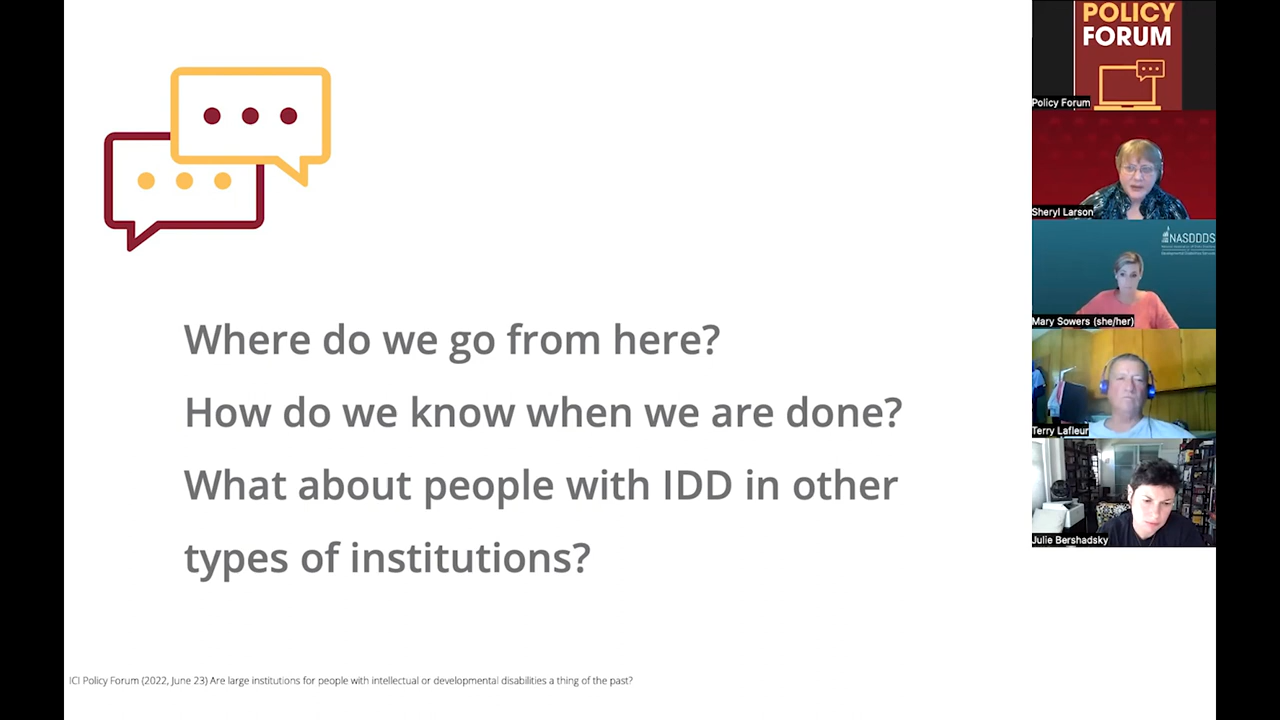 Where do we go from here?
How do we know when we are done?
What about people with IDD in other
types of institutions?
ICI Policy Forum (2022, June 23) Are large institutions for people with intellectual or developmental disabilities a thing of the past?
POLICY
FORUM
Policy Forum
Sheryl Larson
NASDDDS
Mary Sowers (she/her)
Terry Lafleur
Julie Bershadsky